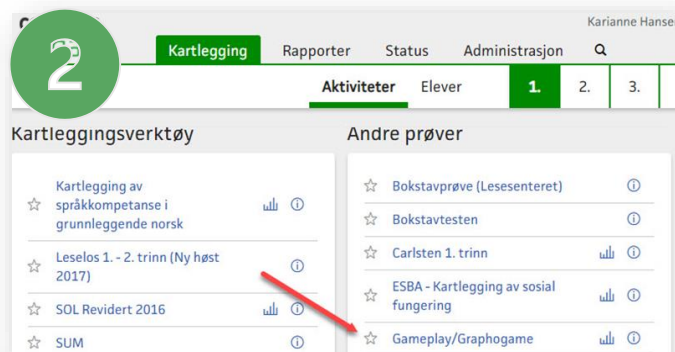 2
Karianne Hanse
Kartlegging Rapporter Status Administrasjon
Aktiviteter Elever 1. 2. 3.
Kartleggingsverktøy
Kartlegging av
språkkompetanse i
grunnleggende norsk
Leselos 1. - 2. trinn (Ny høst
2017)
SOL Revidert 2016
SUM
Andre prøver
Bokstavprøve (Lesesenteret)
Bokstavtesten
Carlsten 1. trinn
ESBA - Kartlegging av sosial
fungering
Gameplay/Graphogame